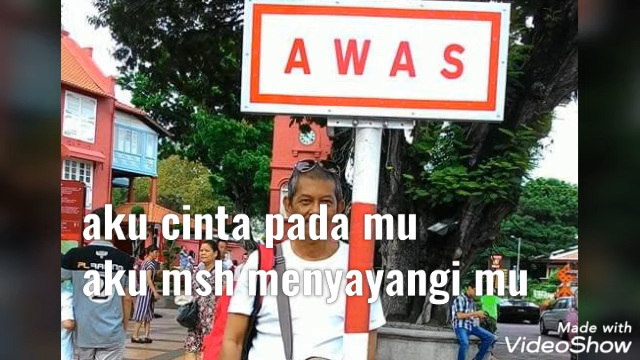 AWAS
aku cinta pada mu
aku msh menyayangi mu
Made with
VideoShow